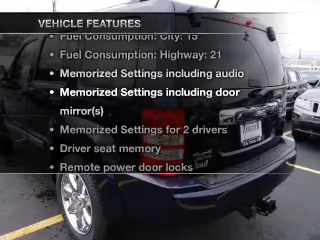 VEHICLE FEATURES
• Fuel Consumption: City: 15
• Fuel Consumption: Highway: 21
• Memorized Settings including audio
• Memorized Settings including door
mirror(s)
• Memorized Settings for 2 drivers
• Driver seat memory
• Remote power door locks